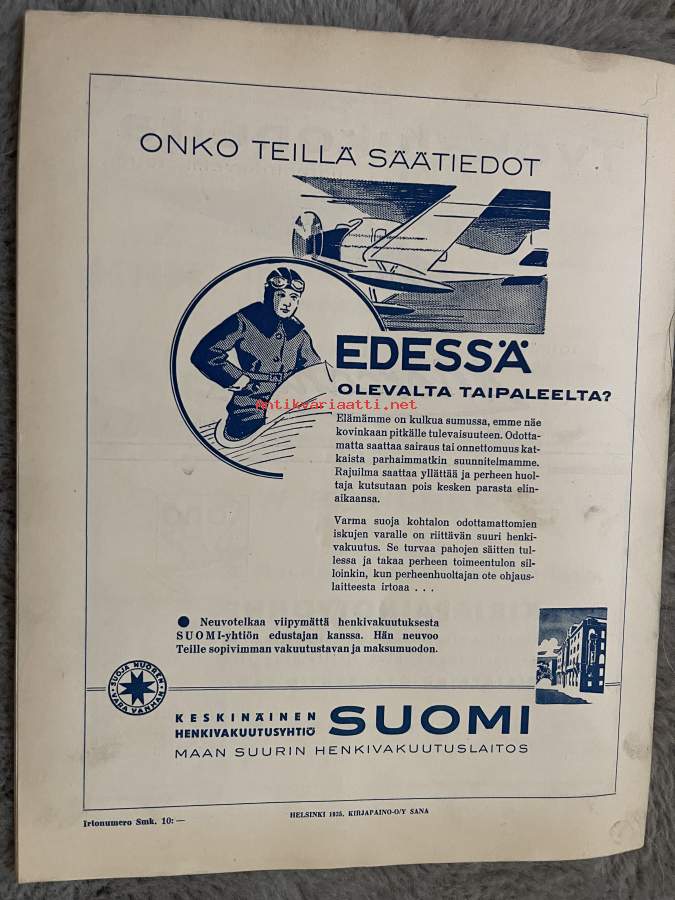 ONKO TEILLÄ SÄÄTIEDOT
EDESSÄ
OLEVALTA TAIPALEELTA?
antikvariaatti.net
Elämämme on kulkua sumussa, emme näe
kovinkaan pitkälle tulevaisuuteen. Odotta-
matta saattaa sairaus tai onnettomuus kat-
kaista parhaimmatkin suunnitelmamme.
Rajuilma saattaa yllättää ja perheen huol-
taja kutsutaan pois kesken parasta elin-
aikaansa.
Varma suoja kohtalon odottamattomien
iskujen varalle on riittävän suuri henki-
vakuutus. Se turvaa pahojen säitten tul-
lessa ja takaa perheen toimeentulon sil-
loinkin, kun perheenhuoltajan ote ohjaus-
laitteesta irtoaa . . .
● Neuvotelkaa viipymättä henkivakuutuksesta
SUOMI-yhtiön edustajan kanssa. Hän neuvoo
Teille sopivimman vakuutustavan ja maksumuodon.
SUOJA NUOREN
VARA VANHAN
KESKINÄINEN
HENKIVAKUUTUSYHTIÖ
SUOMI
MAAN SUURIN HENKIVAKUUTUSLAITOS
Irtonumero Smk. 10: —
HELSINKI 1935, KIRJAPAINO-O/Y SANA